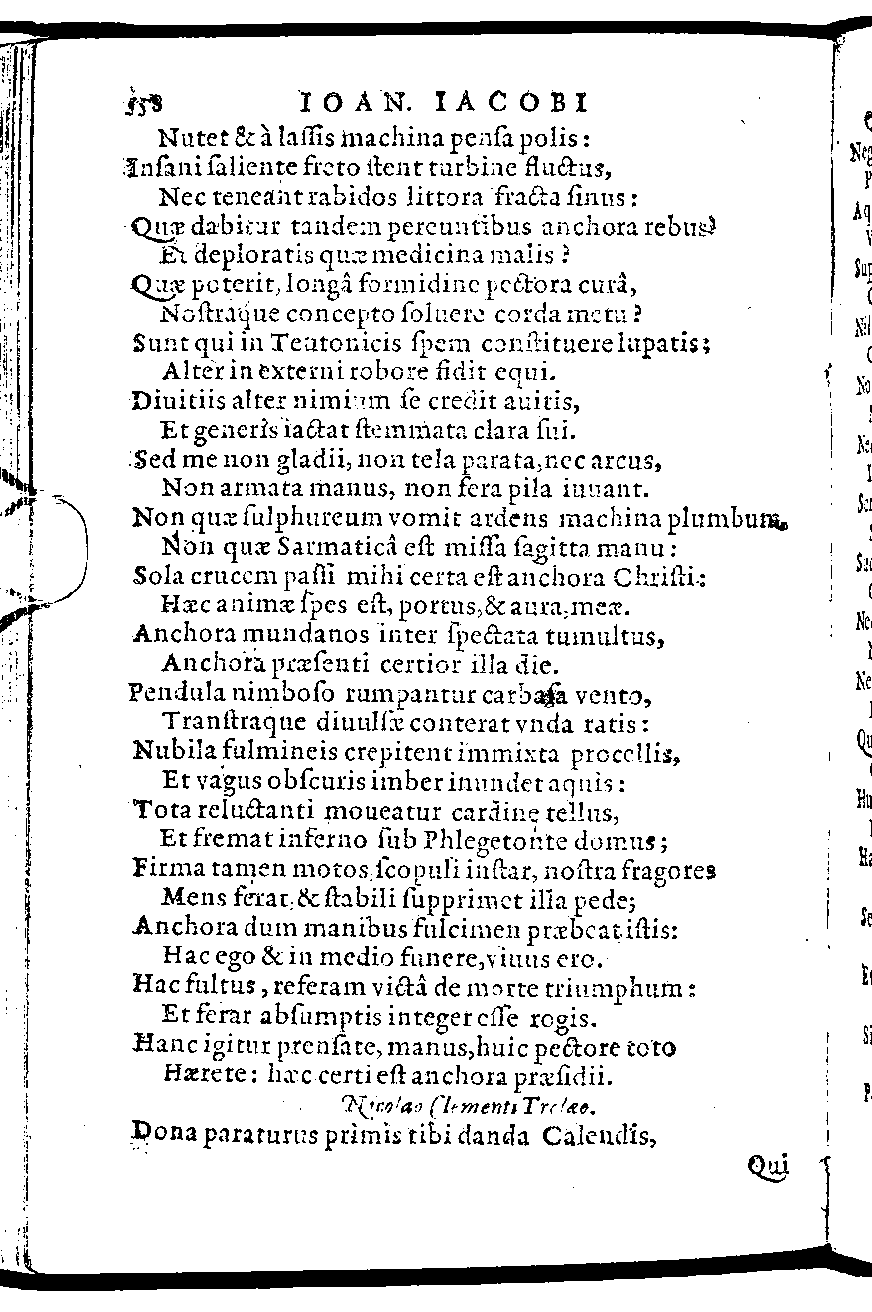 558 IOAN. IACOBI
Nutet & à laſſis machina penſa polis:
Inſani ſaliente freto ſtent turbine fluctus,
Nec teneant rabidos littora fracta ſinus:
Quæ dabitur tandem pereuntibus anchora rebus?
Et deploratis quæ medicina malis?
Quæ poterit, longâ formidine pectora curâ,
Noſtraque concepto ſoluere corda metu?
Sunt qui in Teutonicis ſpem conſtituere lupatis;
Alter in externi robore fidit equi.
Diuitiis alter nimium ſe credit auitis,
Et generis iactat ſtemmata clara ſui.
Sed me non gladii, non tela parata, nec arcus,
Non armata manus, non fera pila iuuant.
Non quæ ſulphureum vomit ardens machina plumbum,
Non quæ Sarmaticâ eſt miſſa ſagitta manu:
Sola crucem paſſi mihi certa eſt anchora Chriſti:
Hæc animæ ſpes eſt, portus, & aura, meæ.
Anchora mundanos inter ſpectata tumultus,
Anchora præſenti certior illa die.
Pendula nimboſo rumpantur carbaſa vento,
Tranſtraque diuulſæ conterat vnda ratis:
Nubila fulmineis crepitent immixta procellis,
Et vagus obſcuris imber inundet aquis:
Tota reluctanti moueatur cardine tellus,
Et fremat inferno ſub Phlegetonte domus;
Firma tamen motos ſcopuli inſtar, noſtra fragores
Mens ferat, & ſtabili ſupprimet illa pede;
Anchora dum manibus fulcimen præbeat iſtis:
Hac ego & in medio funere, viuus ero.
Hac fultus, referam victâ de morte triumphum:
Et ferar abſumptis integer eſſe rogis.
Hanc igitur prenſate, manus, huic pectore toto
Hærete: hæc certi eſt anchora præſidii.
Nicolao Clementi Trelæo.
Dona paraturus primis tibi danda Calendis,
Qui